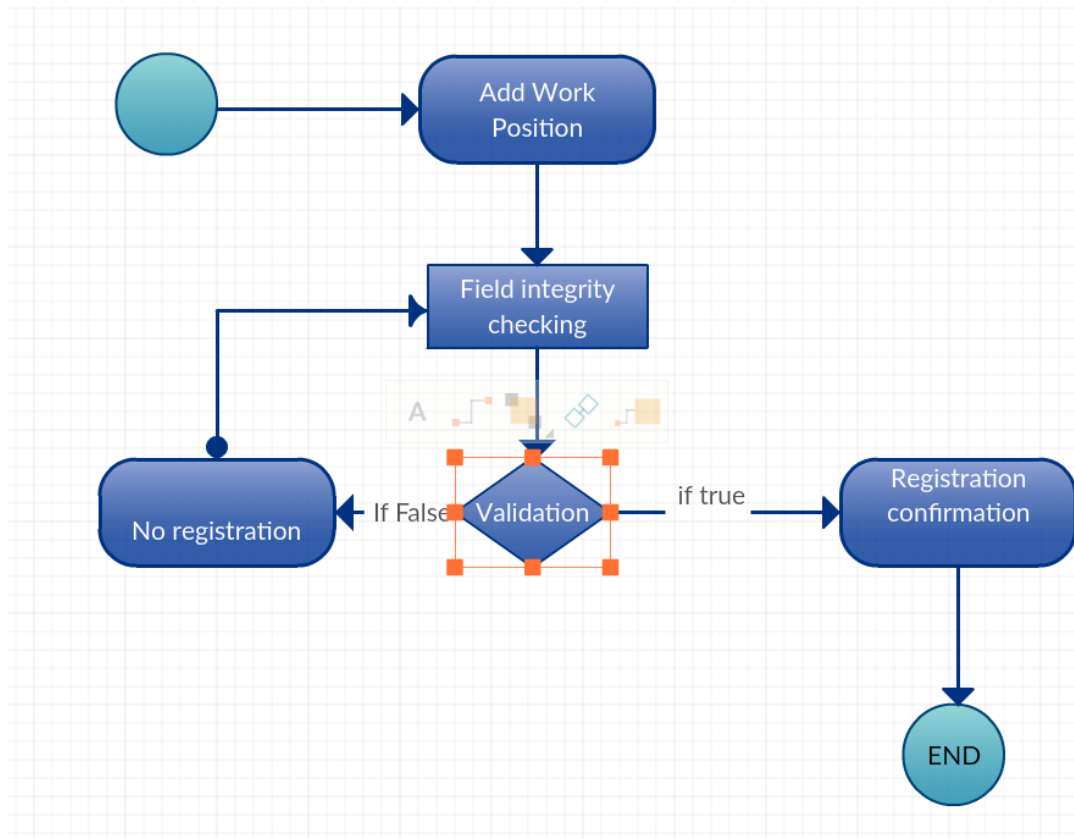 Add Work
Position
Field integrity
checking
A
If False
Validation
if true
No registration
Registration
confirmation
END